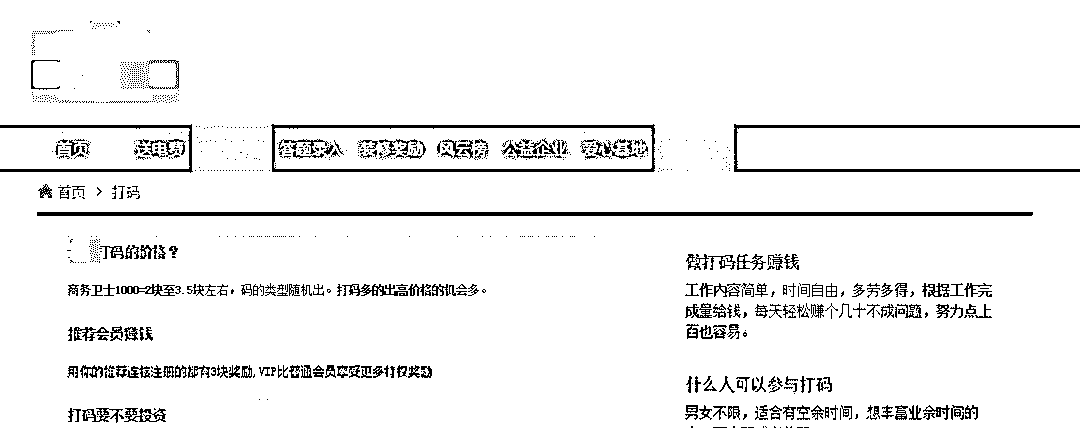 首页 送电费 答题录入 装修奖励 风云榜 公益企业 爱心基地
首页 > 打码
打码的价格？
商务卫士1000=2块至3.5块左右，码的类型随机出。打码多的出高价格的机会多。
推荐会员赚钱
用你的推荐连接注册的都有3块奖励,VIP比普通会员享受更多特权奖励
打码要不要投资
做打码任务赚钱
工作内容简单，时间自由，多劳多得，根据工作完
成量给钱，每天轻松赚个几十不成问题，努力点上
百也容易。
什么人可以参与打码
男女不限，适合有空余时间，想丰富业余时间的